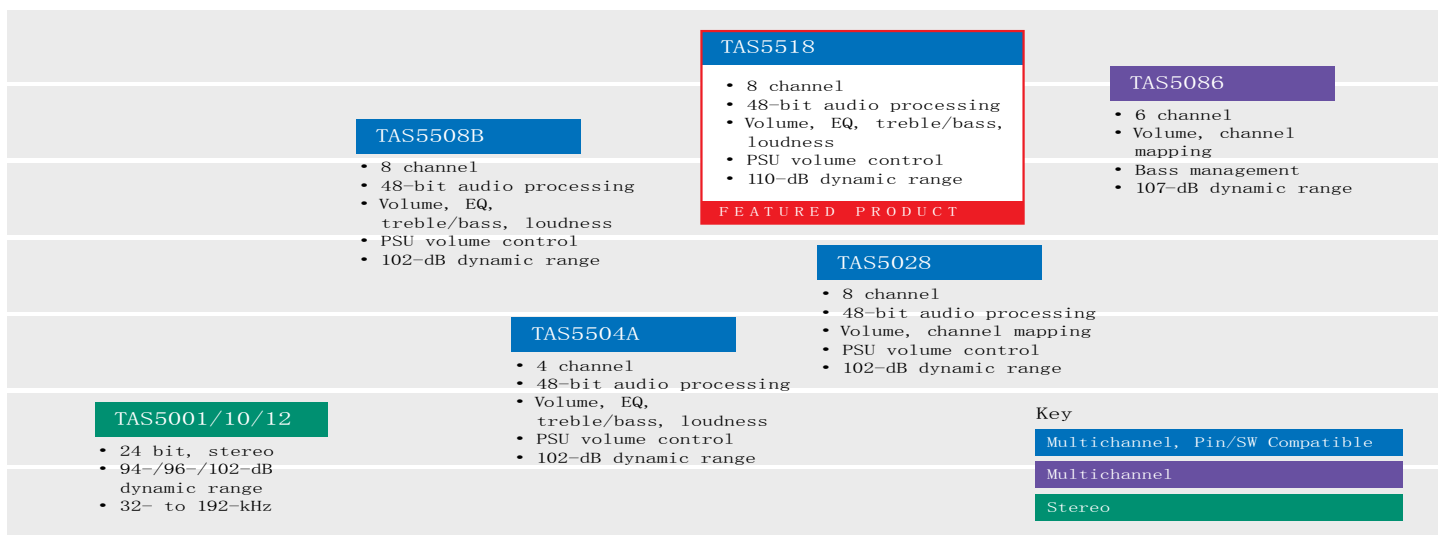 TAS5518
• 8 channel
• 48-bit audio processing
• Volume, EQ, treble/bass,
loudness
• PSU volume control
• 110-dB dynamic range
FEATURED PRODUCT
TAS5086
• 6 channel
• Volume, channel
mapping
• Bass management
• 107-dB dynamic range
TAS5508B
• 8 channel
• 48-bit audio processing
• Volume, EQ,
treble/bass, loudness
• PSU volume control
• 102-dB dynamic range
TAS5028
• 8 channel
• 48-bit audio processing
• Volume, channel mapping
• PSU volume control
• 102-dB dynamic range
TAS5504A
• 4 channel
• 48-bit audio processing
• Volume, EQ,
treble/bass, loudness
• PSU volume control
• 102-dB dynamic range
TAS5001/10/12
• 24 bit, stereo
• 94-/96-/102-dB
dynamic range
• 32- to 192-kHz
Key
Multichannel, Pin/SW Compatible
Multichannel
Stereo